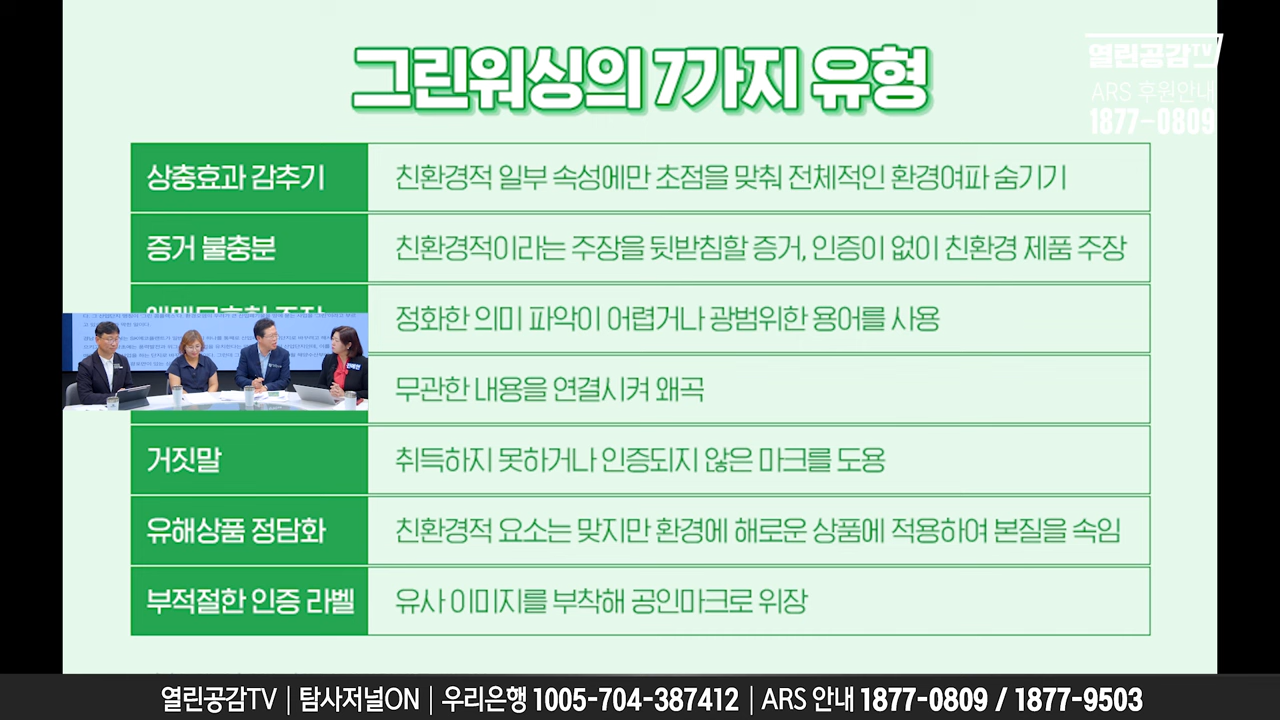 그린워싱의 7가지 유형
열린공감TV
ARS 후원안내
1877-0809
상충효과 감추기
친환경적 일부 속성에만 초점을 맞춰 전체적인 환경여파 숨기기
증거 불충분
친환경적이라는 주장을 뒷받침할 증거, 인증이 없이 친환경 제품 주장
정화한 의미 파악이 어렵거나 광범위한 용어를 사용
무관한 내용을 연결시켜 왜곡
거짓말
취득하지 못하거나 인증되지 않은 마크를 도용
유해상품 정담화
친환경적 요소는 맞지만 환경에 해로운 상품에 적용하여 본질을 속임
부적절한 인증 라벨
유사 이미지를 부착해 공인마크로 위장
열린공감TV | 탐사저널ON | 우리은행 1005-704-387412 | ARS 안내 1877-0809 / 1877-9503